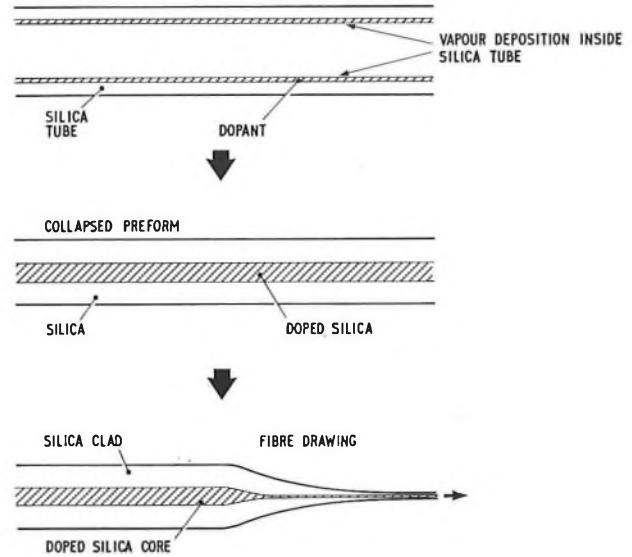 VAPOUR DEPOSITION INSIDE
SILICA TUBE
SILICA
TUBE
DOPANT
COLLAPSED PREFORM
SILICA
DOPED SILICA
SILICA CLAD
FIBRE DRAWING
DOPED SILICA CORE